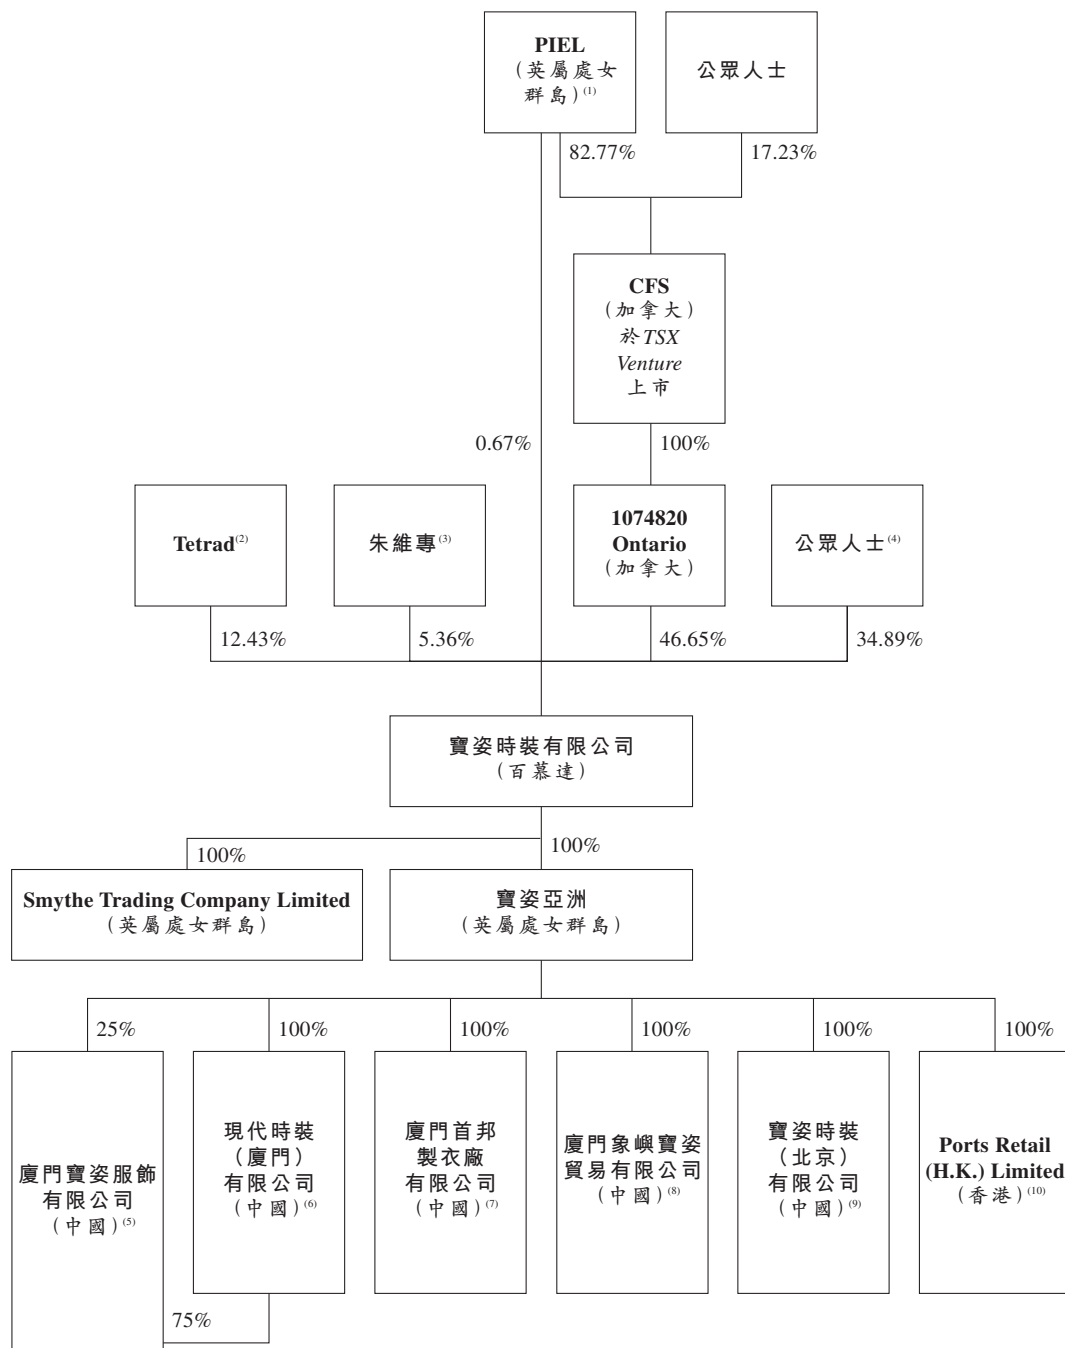 PIEL
（英屬處女
群島）(1)
公眾人士
82.77%
17.23%
CFS
（加拿大）
於TSX
Venture
上市
0.67%
100%
Tetrad(2)
朱維專(3)
1074820
Ontario
（加拿大）
公眾人士(4)
12.43%
5.36%
46.65%
34.89%
寶姿時裝有限公司
（百慕達）
100%
100%
Smythe Trading Company Limited
（英屬處女群島）
寶姿亞洲
（英屬處女群島）
25%
100%
100%
100%
100%
100%
廈門寶姿服飾
有限公司
（中國）(5)
現代時裝
（廈門）
有限公司
（中國）(6)
廈門首邦
製衣廠
有限公司
（中國）(7)
廈門象嶼寶姿
貿易有限公司
（中國）(8)
寶姿時裝
（北京）
有限公司
（中國）(9)
Ports Retail
(H.K.) Limited
（香港）(10)
75%